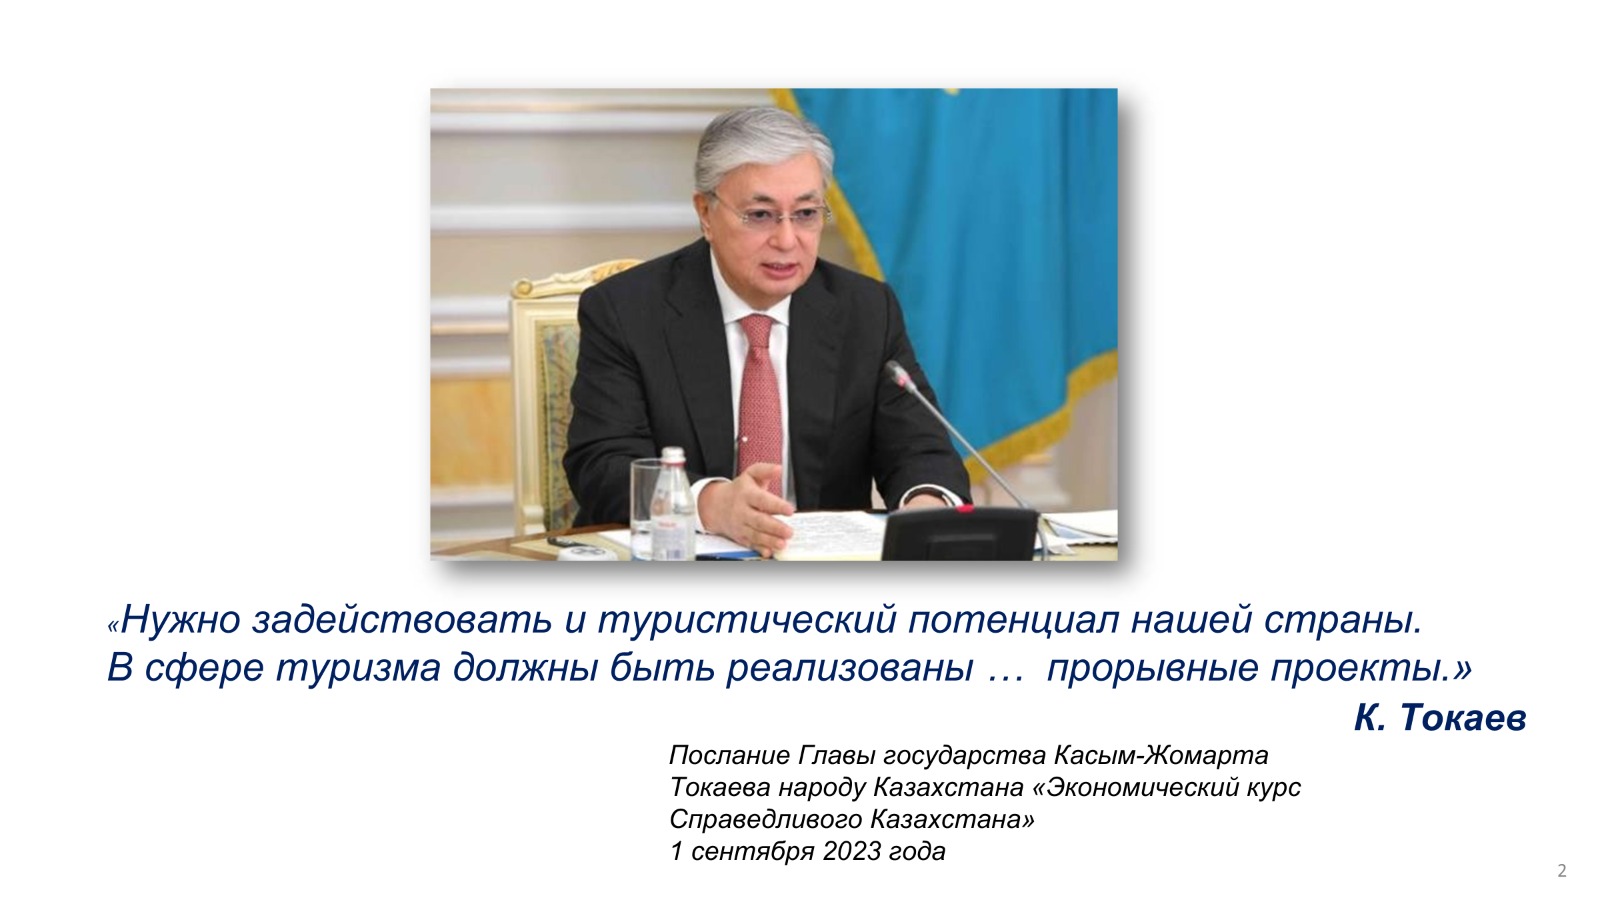 «Нужно задействовать и туристический потенциал нашей страны.
В сфере туризма должны быть реализованы … прорывные проекты.»
К. Токаев
Послание Главы государства Касым-Жомарта
Токаева народу Казахстана «Экономический курс
Справедливого Казахстана»
1 сентября 2023 года
2